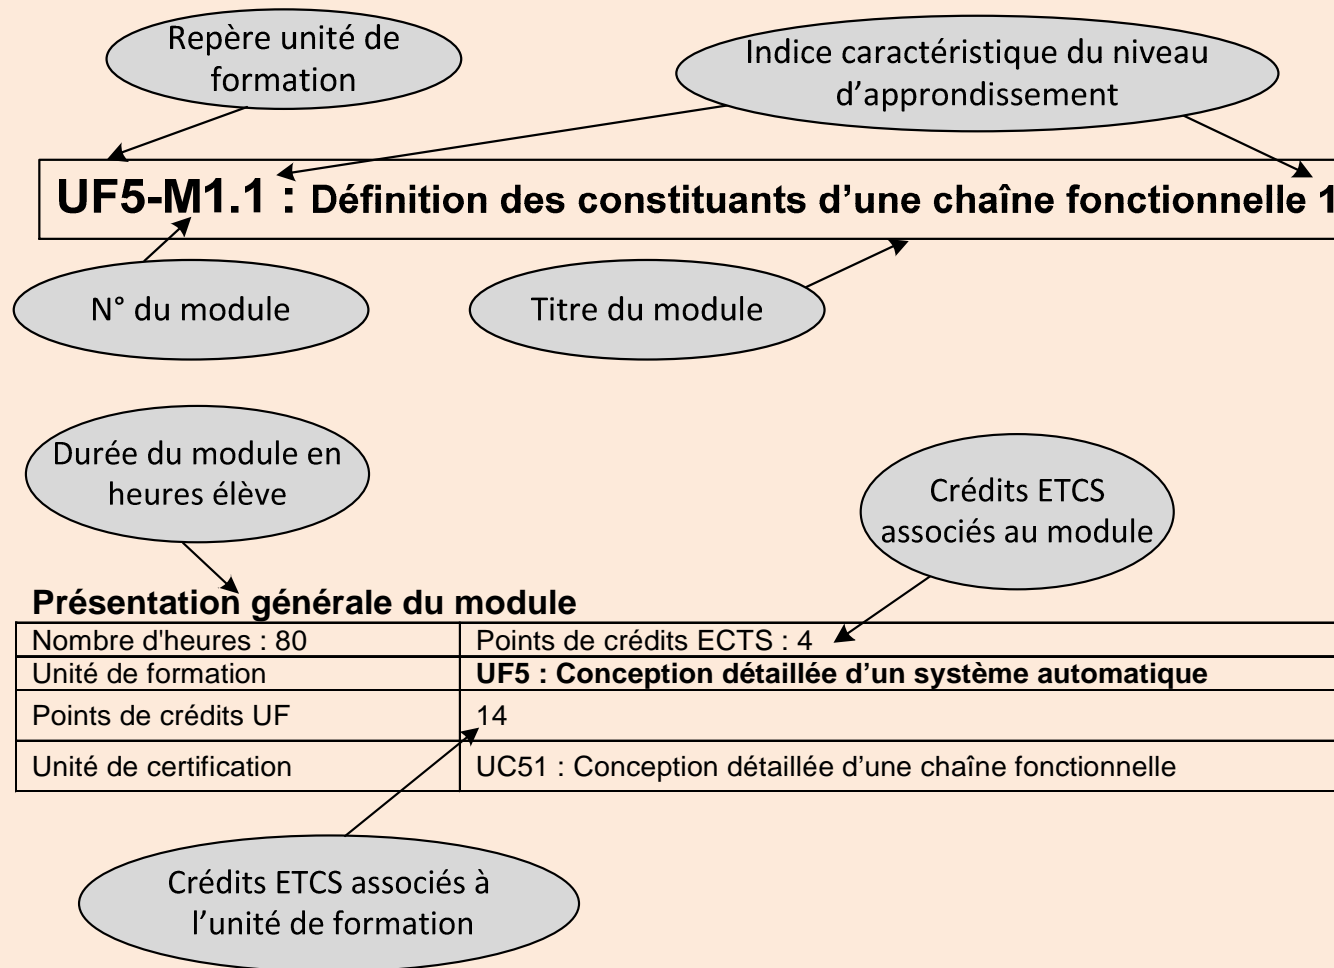 Repère unité de
formation
Indice caractéristique du niveau
d'approndissement
UF5-M1.1 : Définition des constituants d'une chaîne fonctionnelle 1
N° du module
Titre du module
Durée du module en
heures élève
Crédits ETCS
associés au module
Présentation générale du module
Nombre d'heures : 80 Points de crédits ECTS : 4
Unité de formation UF5 : Conception détaillée d'un système automatique
Points de crédits UF 14
Unité de certification UC51 : Conception détaillée d'une chaîne fonctionnelle
Crédits ETCS associés à
l'unité de formation